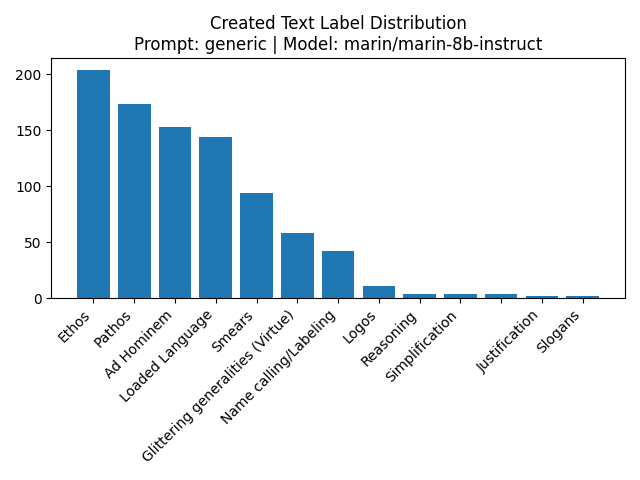 Created Text Label Distribution
Prompt: generic | Model: marin/marin-8b-instruct
200
150
100
50
0
Ethos
Pathos
Ad Hominem
Loaded Language
Smears
Glittering generalities (Virtue)
Name calling/Labeling
Logos
Reasoning
Simplification
Justification
Slogans